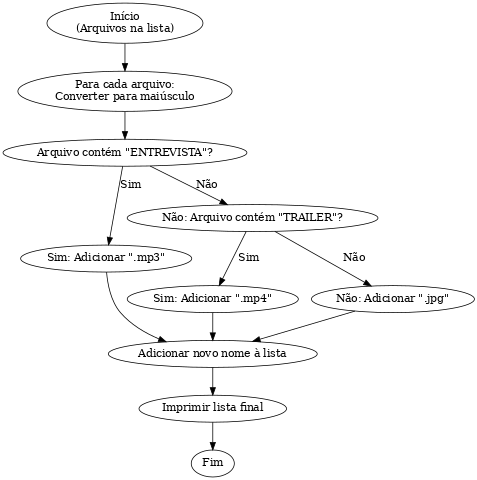 Início
(Arquivos na lista)
Para cada arquivo:
Converter para maiúsculo
Arquivo contém "ENTREVISTA"?
Sim
Não
Não: Arquivo contém "TRAILER"?
Sim: Adicionar ".mp3"
Sim
Não
Sim: Adicionar ".mp4"
Não: Adicionar ".jpg"
Adicionar novo nome à lista
Imprimir lista final
Fim